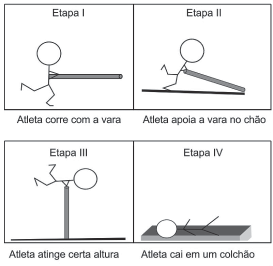 Etapa I
Etapa II
Atleta corre com a vara
Atleta apoia a vara no chão
Etapa III
Etapa IV
Atleta atinge certa altura
Atleta cai em um colchão